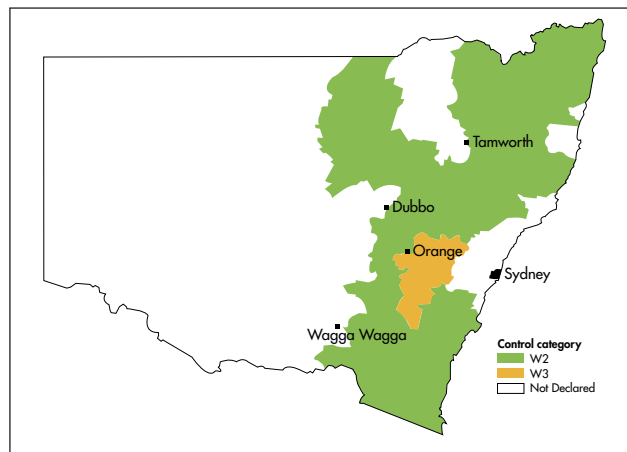 Tamworth
Dubbo
Orange
Sydney
Wagga Wagga
Control category
W2
W3
Not Declared